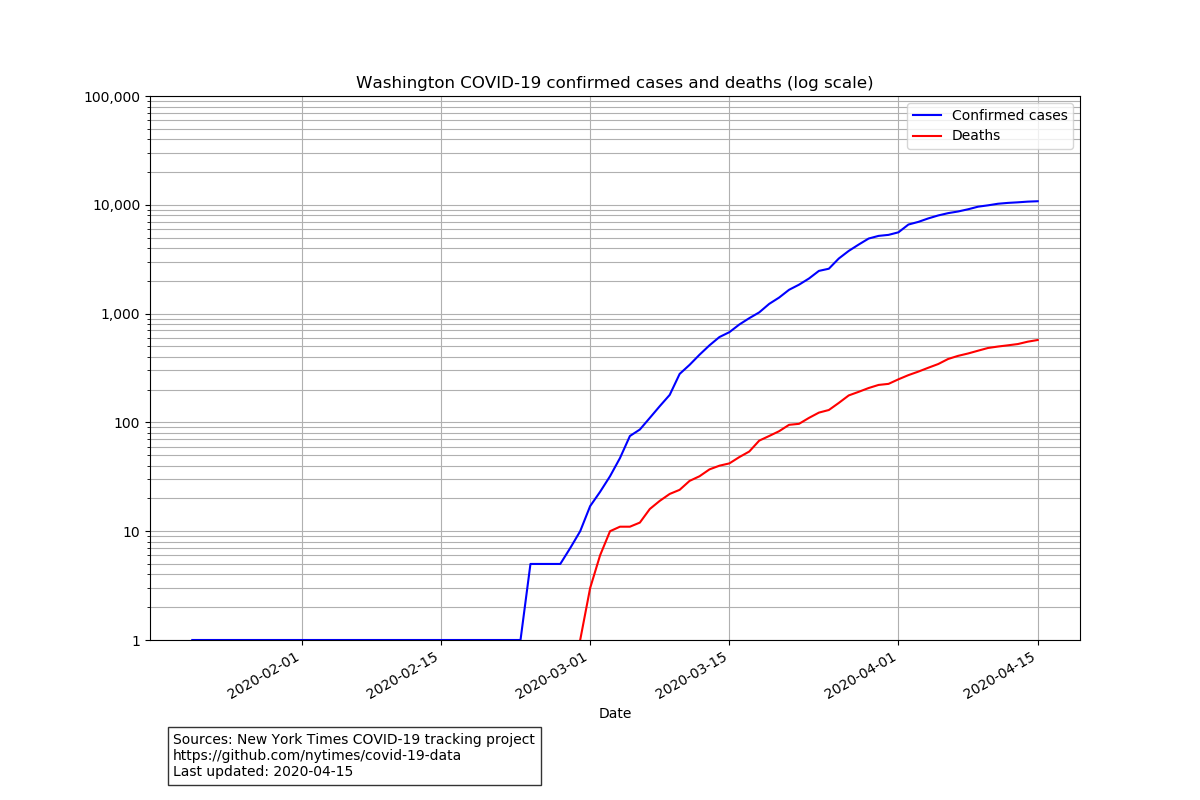 Washington COVID-19 confirmed cases and deaths (log scale)
100,000
10,000
1,000
100
10
1
Confirmed cases
Deaths
2020-02-01
2020-02-15
2020-03-01
2020-03-15
2020-04-01
2020-04-15
Date
Sources: New York Times COVID-19 tracking project
https://github.com/nytimes/covid-19-data
Last updated: 2020-04-15